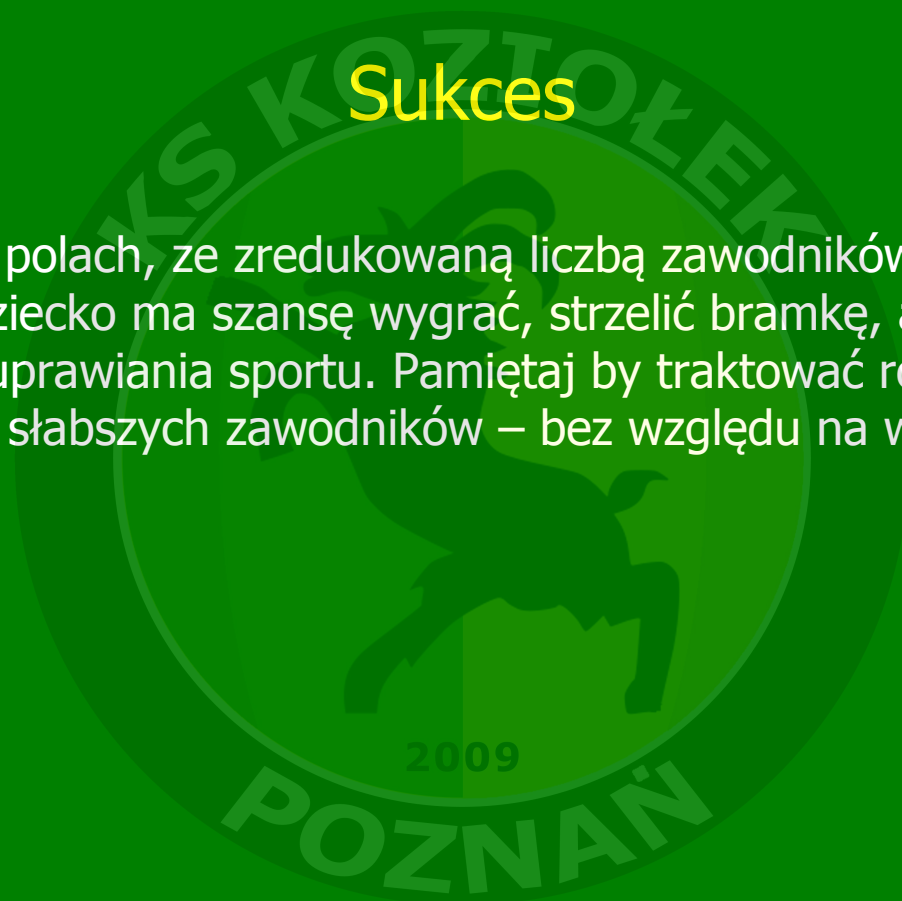 KS KOZIOŁEK
Sukces
polach, ze zredukowaną liczbą zawodników
ma szansę wygrać, strzelić bramkę,
uprawiania sportu. Pamiętaj by traktować
słabszych zawodników – bez względu na
2009
POZNAŃ